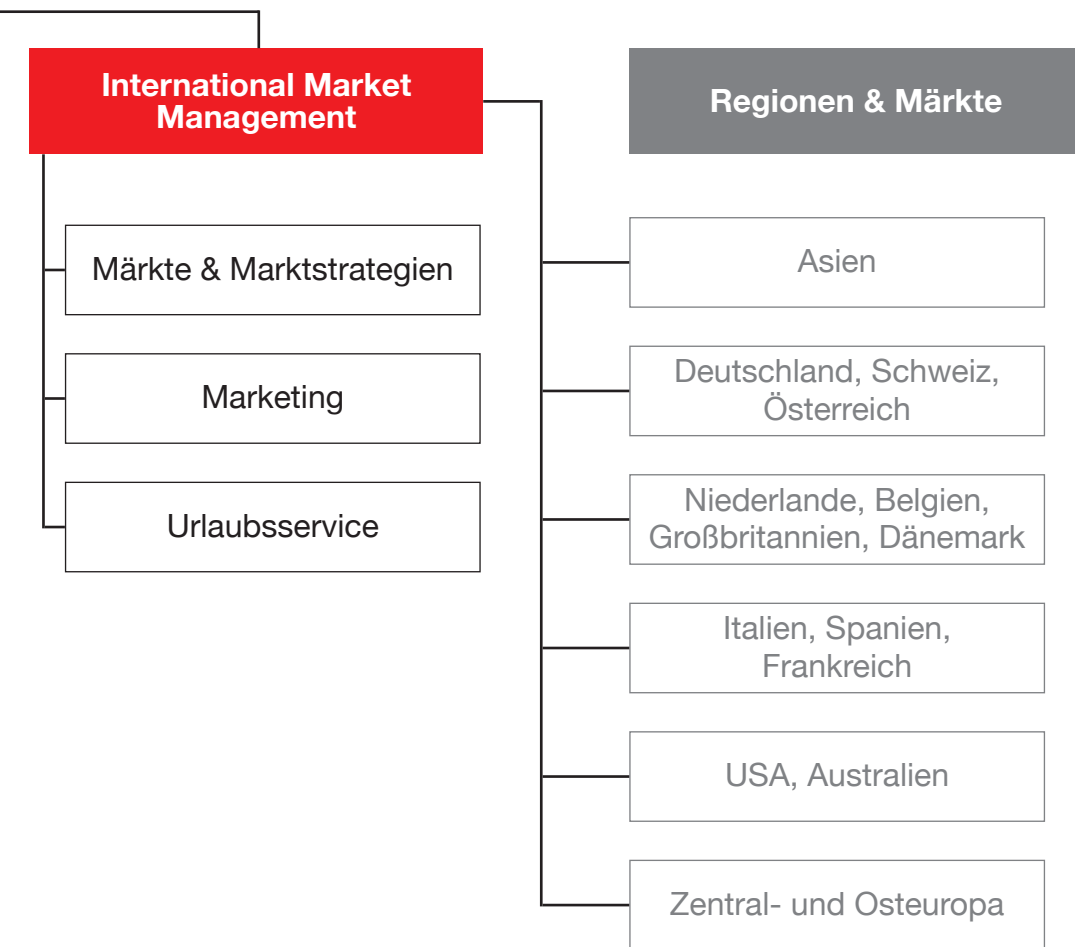 International Market
Management
Märkte & Marktstrategien
Marketing
Urlaubsservice
Regionen & Märkte
Asien
Deutschland, Schweiz,
Österreich
Niederlande, Belgien,
Großbritannien, Dänemark
Italien, Spanien,
Frankreich
USA, Australien
Zentral- und Osteuropa